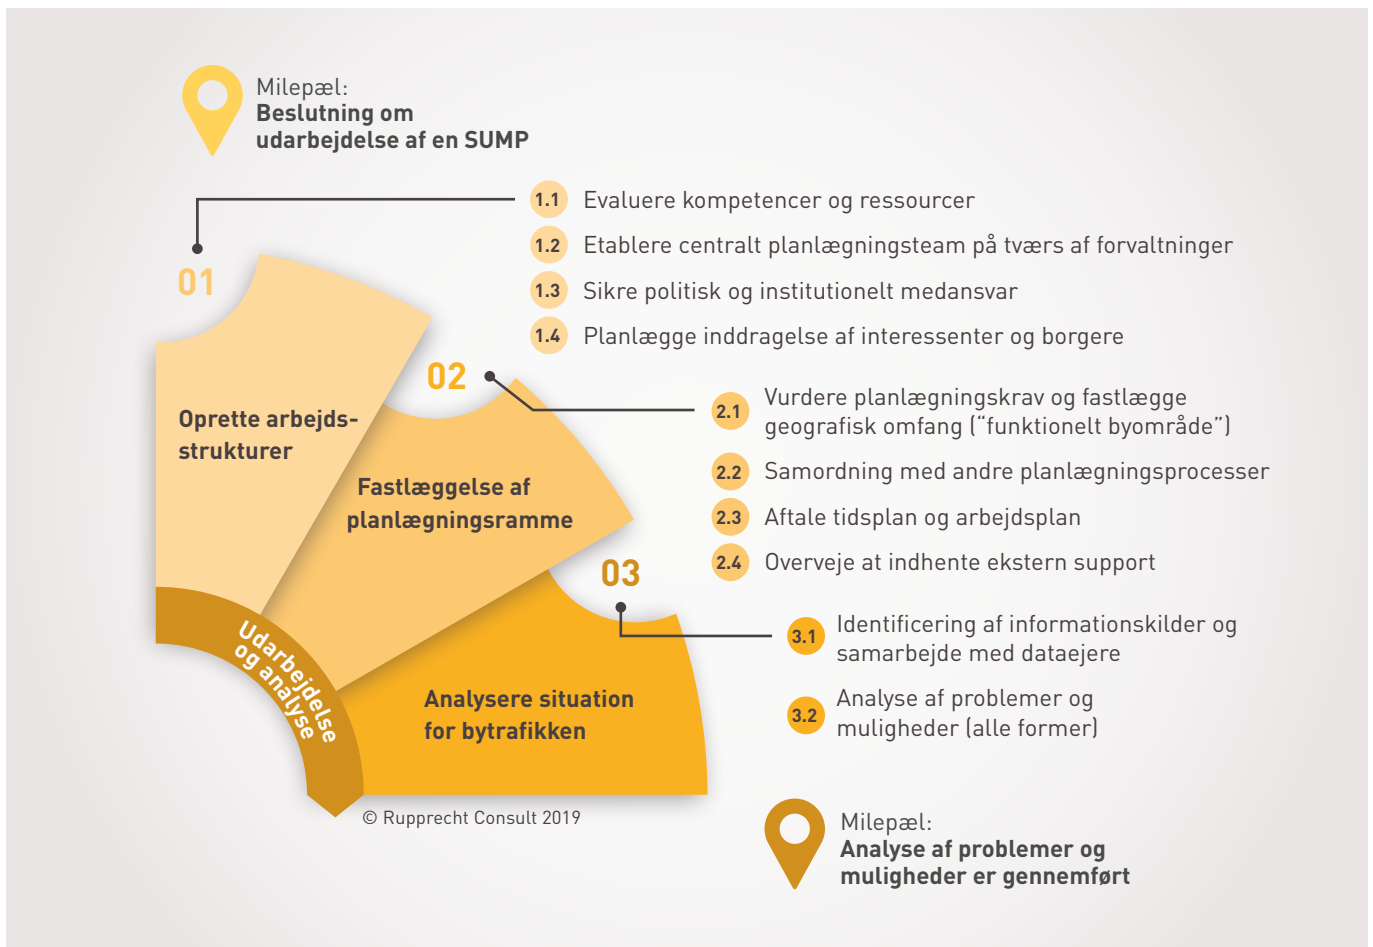 Milepæl:
Beslutning om
udarbejdelse af en SUMP
01
1.1 Evaluere kompetencer og ressourcer
1.2 Etablere centralt planlægningsteam på tværs af forvaltninger
1.3 Sikre politisk og institutionelt medansvar
1.4 Planlægge inddragelse af interessenter og borgere
Oprette arbejds-
strukturer
02
2.1 Vurdere planlægningskrav og fastlægge
geografisk omfang (“funktionelt byområde”)
2.2 Samordning med andre planlægningsprocesser
2.3 Aftale tidsplan og arbejdsplan
2.4 Overveje at indhente ekstern support
Fastlæggelse af
planlægningsramme
03
3.1 Identificering af informationskilder og
samarbejde med dataejere
3.2 Analyse af problemer og
muligheder (alle former)
Analysere situation
for bytrafikken
Udarbejdelse
og analyse
© Rupprecht Consult 2019
Milepæl:
Analyse af problemer og
muligheder er gennemført